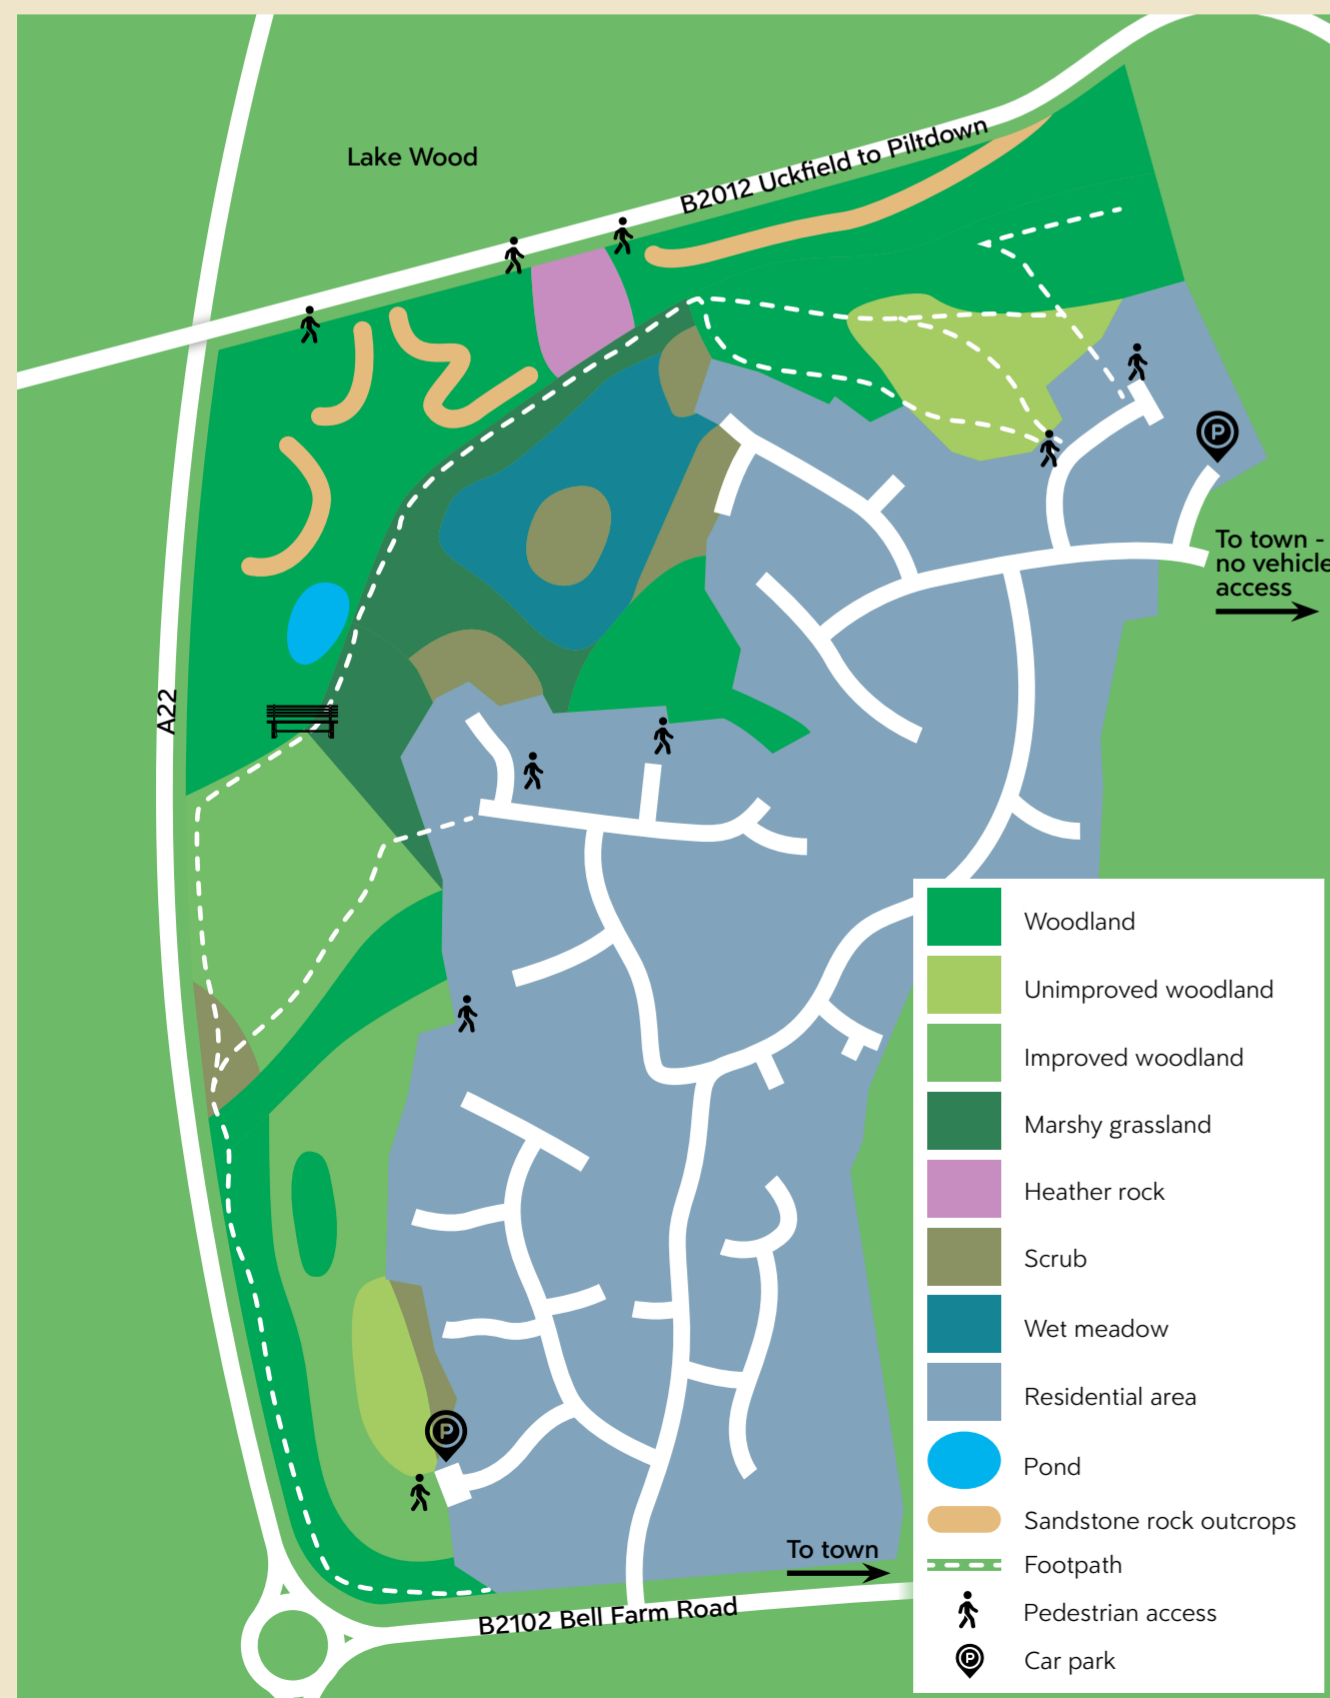 Lake Wood
B2012 Uckfield to Piltdown
P
To town -
no vehicle
access
A22
Woodland
Unimproved woodland
Improved woodland
Marshy grassland
Heather rock
Scrub
Wet meadow
Residential area
Pond
Sandstone rock outcrops
Footpath
Pedestrian access
P
Car park
P
To town
B2102 Bell Farm Road